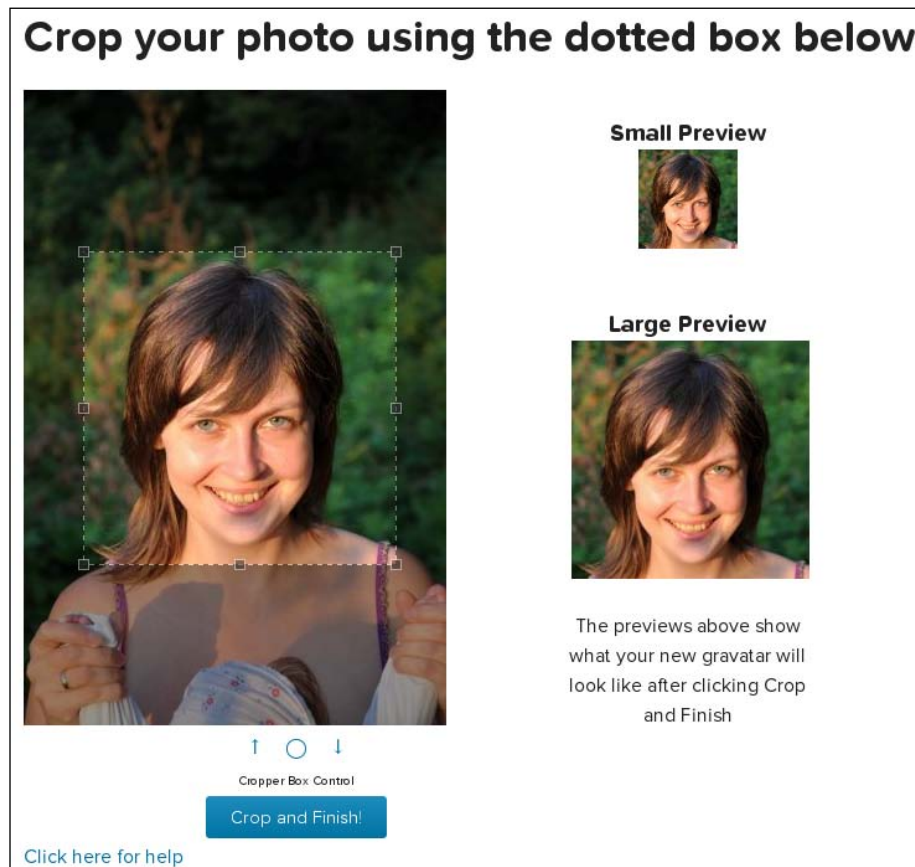 Crop your photo using the dotted box below
Small Preview
Large Preview
The previews above show
what your new gravatar will
look like after clicking Crop
and Finish
↑ ◯ ↓
Cropper Box Control
Crop and Finish!
Click here for help